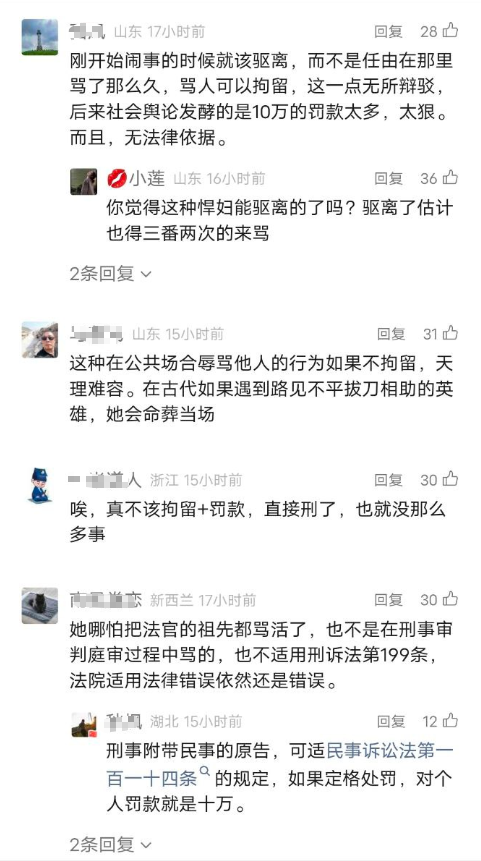 山东 17小时前 回复 28
刚开始闹事的时候就该驱离，而不是任由在那里
骂了那么久，骂人可以拘留，这一点无所辩驳，
后来社会舆论发酵的是10万的罚款太多，太狠。
而且，无法律依据。
小莲 山东 16小时前 回复 36
你觉得这种悍妇能驱离的了吗？驱离了估计
也得三番两次的来骂
2条回复
山东 15小时前 回复 31
这种在公共场合辱骂他人的行为如果不拘留，天
理难容。在古代如果遇到路见不平拔刀相助的英
雄，她会命葬当场
人 浙江 15小时前 回复 30
唉，真不该拘留+罚款，直接刑了，也就没那么
多事
恋 新西兰 17小时前 回复 30
她哪怕把法官的祖先都骂活了，也不是在刑事审
判庭审过程中骂的，也不适用刑诉法第199条，
法院适用法律错误依然还是错误。
湖北 15小时前 回复 12
刑事附带民事的原告，可适民事诉讼法第一
百一十四条的规定，如果定格处罚，对个
人罚款就是十万。
2条回复